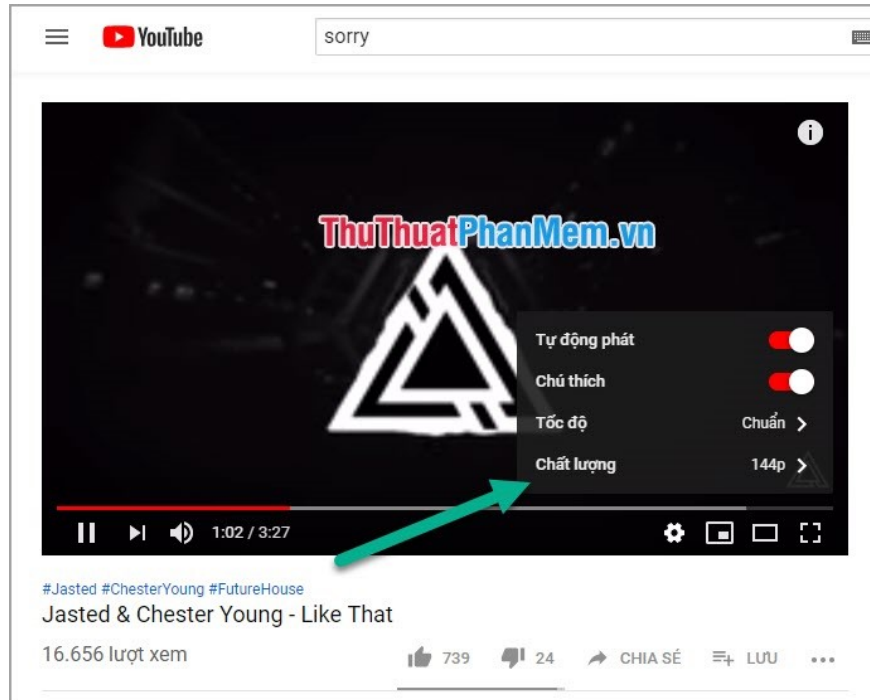 YouTube
sorry
ThuThuatPhanMem.vn
Tự động phát
Chú thích
Tốc độ Chuẩn
Chất lượng 144p
1:02 / 3:27
#Jasted #ChesterYoung #FutureHouse
Jasted & Chester Young - Like That
16.656 lượt xem
739 24 CHIA SẺ LƯU